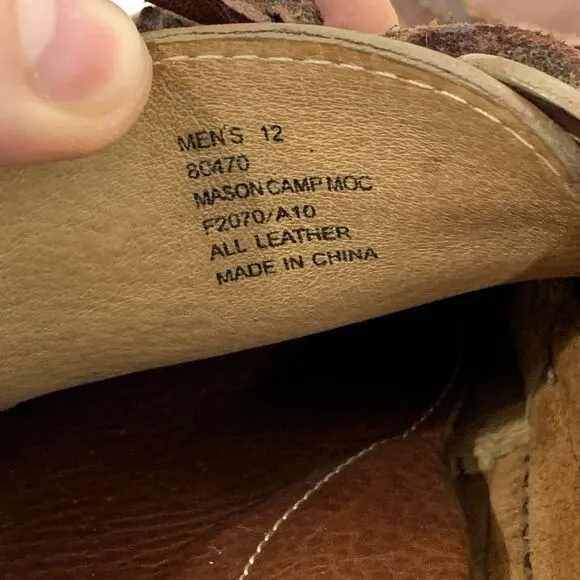 MEN'S 12
80470
MASON CAMP MOC
F2070/A10
ALL LEATHER
MADE IN CHINA